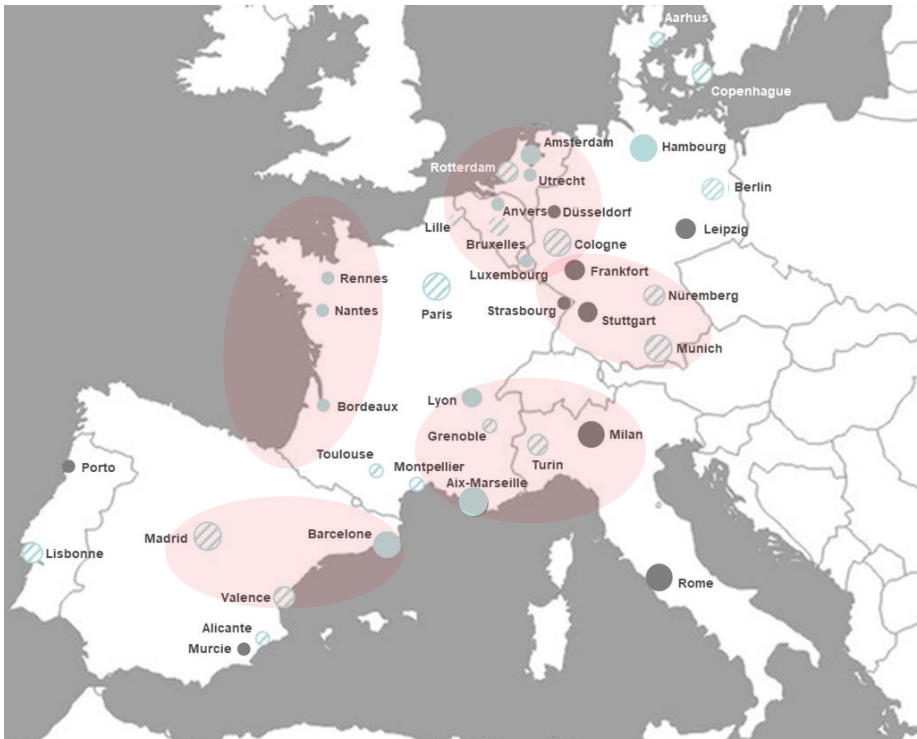 Aarhus
Copenhague
Amsterdam
Hambourg
Rotterdam
Utrecht
Berlin
Anvers
Düsseldorf
Lille
Leipzig
Bruxelles
Cologne
Luxembourg
Frankfort
Rennes
Nüremberg
Paris
Strasbourg
Nantes
Stuttgart
Munich
Lyon
Bordeaux
Grenoble
Milan
Toulouse
Turin
Porto
Montpellier
Aix-Marseille
Madrid
Barcelone
Lisbonne
Rome
Valence
Alicante
Murcie